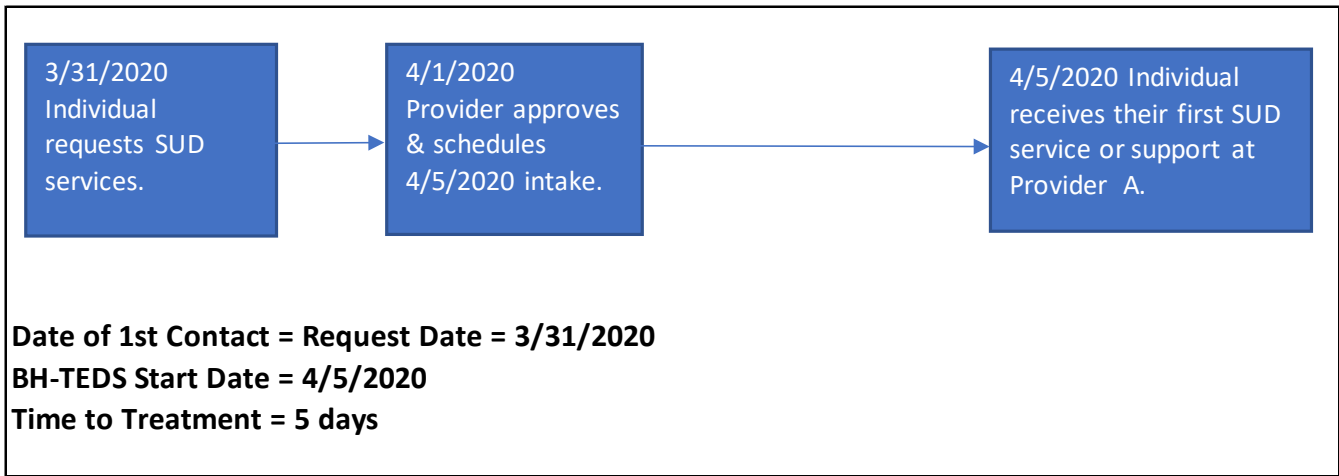 3/31/2020
Individual
requests SUD
services.
4/1/2020
Provider approves
& schedules
4/5/2020 intake.
4/5/2020 Individual
receives their first SUD
service or support at
Provider A.
Date of 1st Contact = Request Date = 3/31/2020
BH-TEDS Start Date = 4/5/2020
Time to Treatment = 5 days